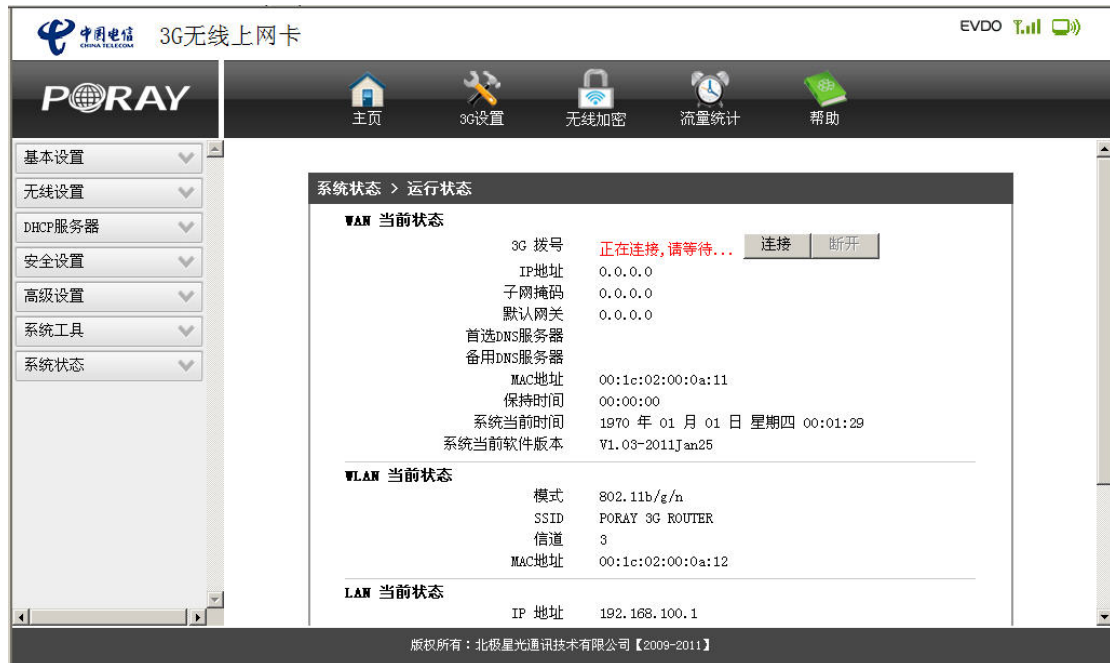 中国电信 3G无线上网卡 EVDO
CHINA TELECOM
PORAY
主页 3G设置 无线加密 流量统计 帮助
基本设置
无线设置
DHCP服务器
安全设置
高级设置
系统工具
系统状态
系统状态 > 运行状态
WAN 当前状态
3G 拨号 正在连接,请等待... 连接 断开
IP地址 0.0.0.0
子网掩码 0.0.0.0
默认网关 0.0.0.0
首选DNS服务器
备用DNS服务器
MAC地址 00:1c:02:00:0a:11
保持时间 00:00:00
系统当前时间 1970 年 01 月 01 日 星期四 00:01:29
系统当前软件版本 V1.03-2011Jan25
WLAN 当前状态
模式 802.11b/g/n
SSID PORAY 3G ROUTER
信道 3
MAC地址 00:1c:02:00:0a:12
LAN 当前状态
IP 地址 192.168.100.1
版权所有：北极星光通讯技术有限公司【2009-2011】